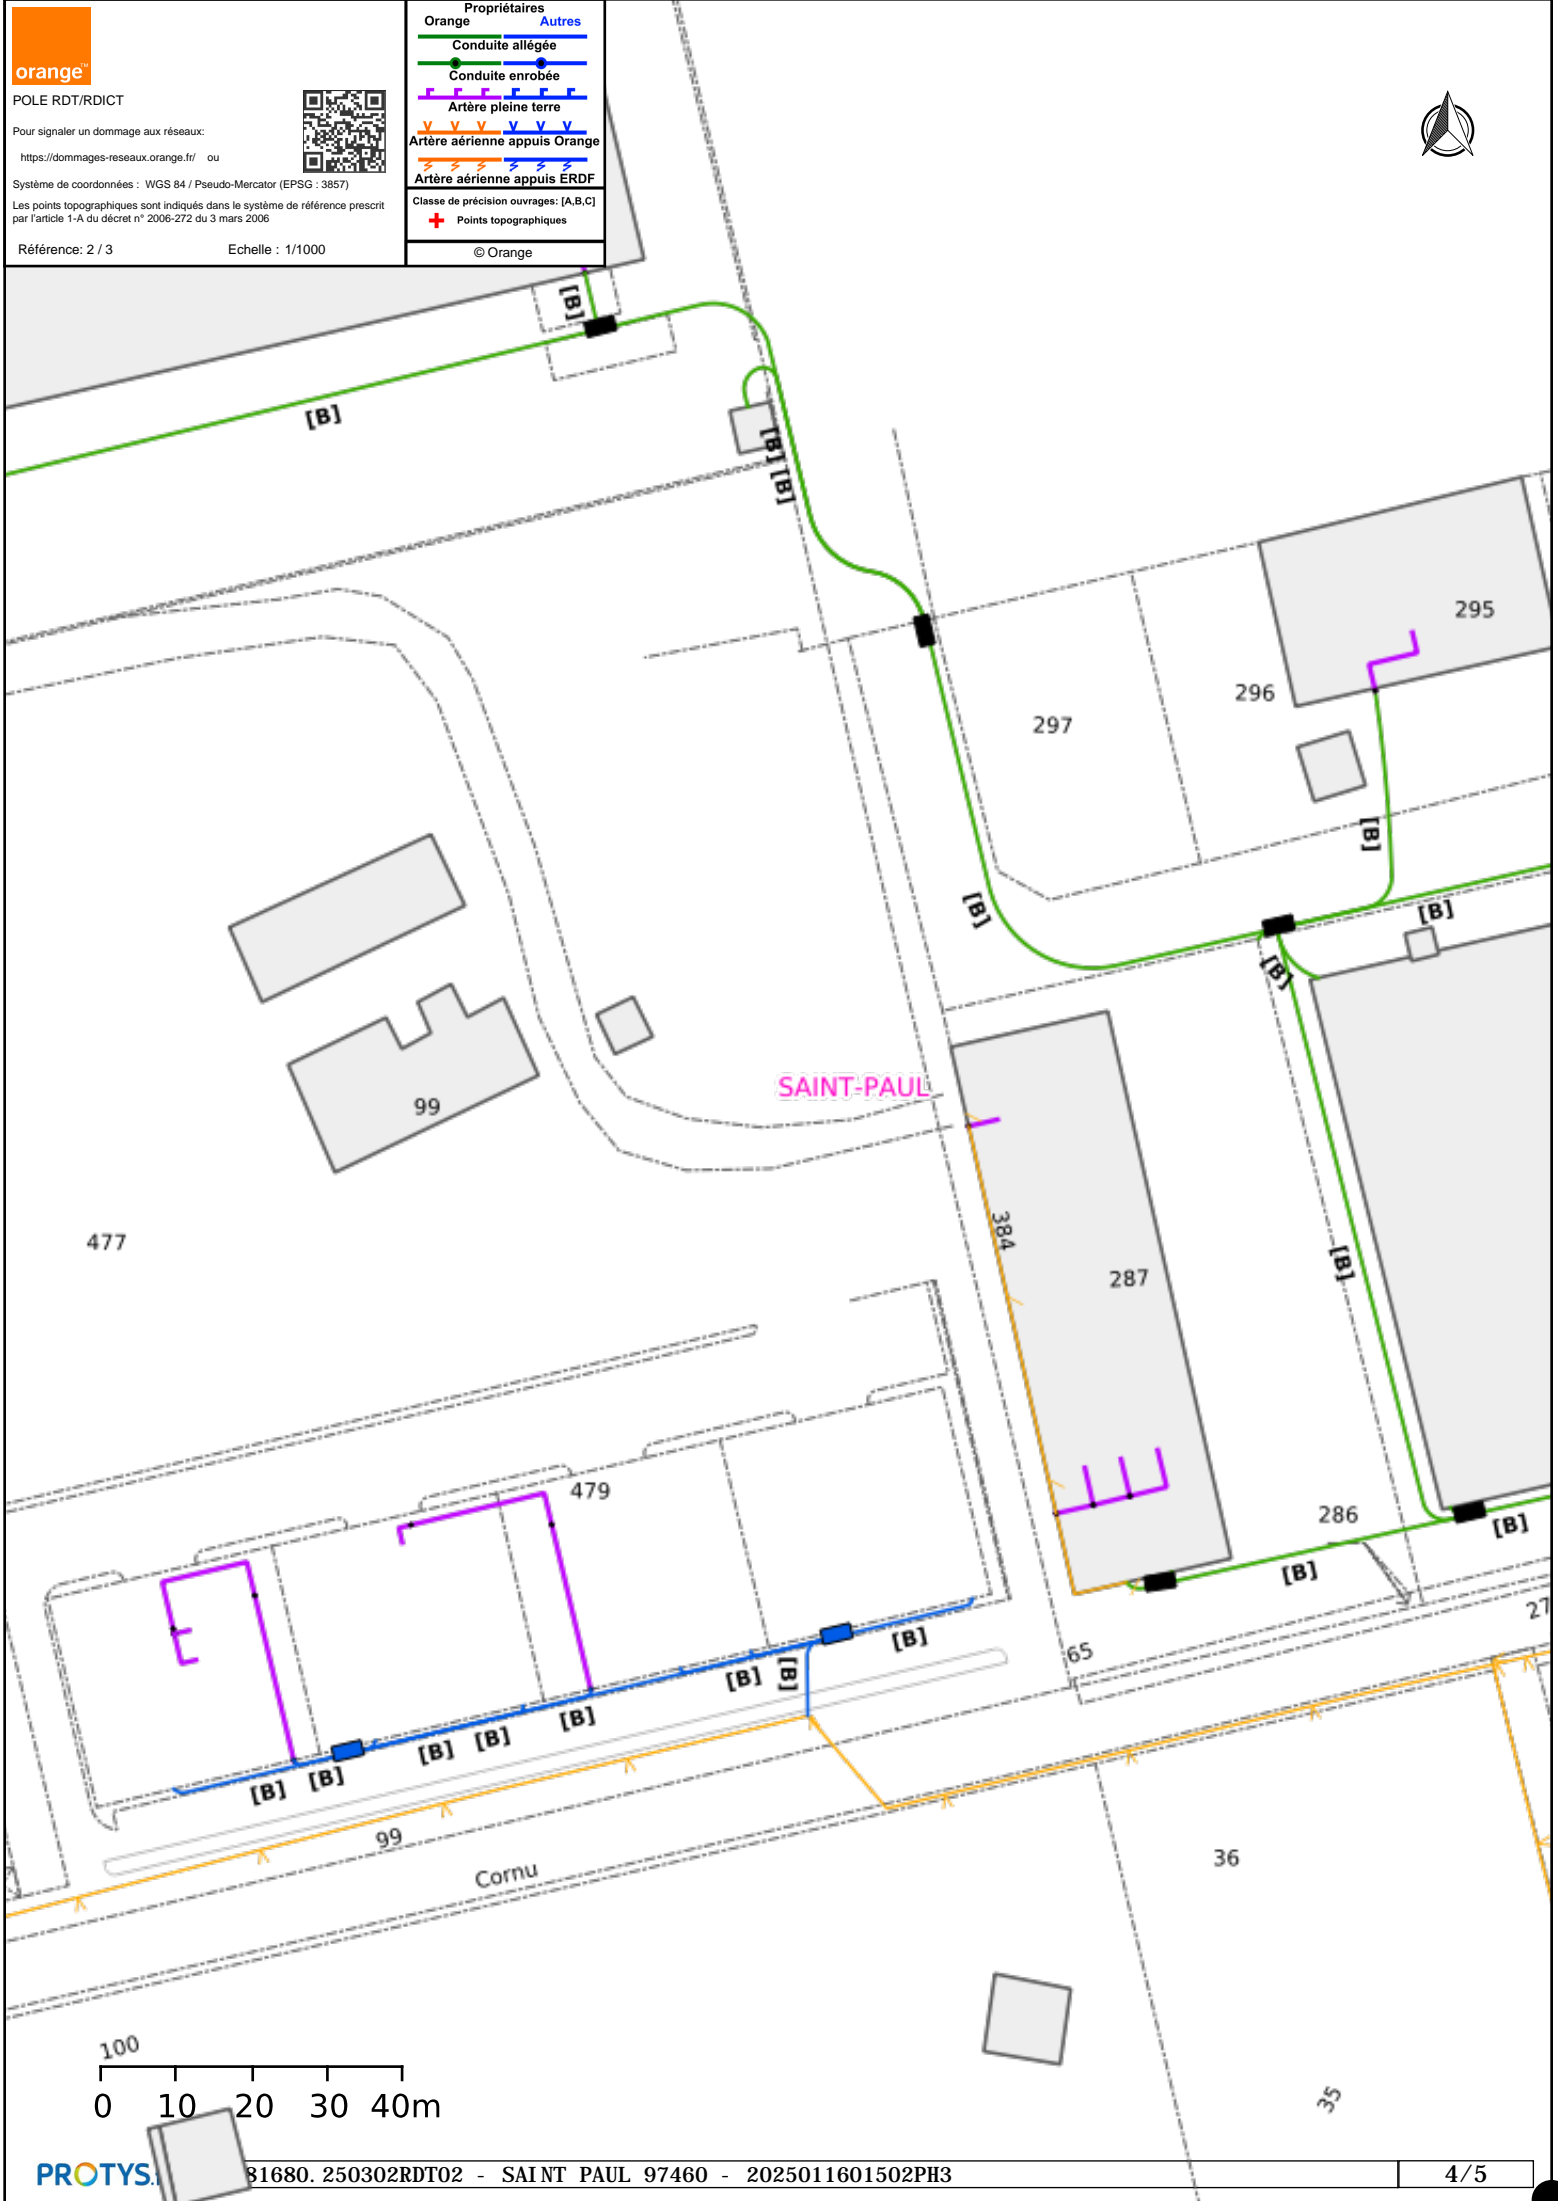 orange™
POLE RDT/RDICT
Pour signaler un dommage aux réseaux:
https://dommages-reseaux.orange.fr/ ou
Système de coordonnées : WGS 84 / Pseudo-Mercator (EPSG : 3857)
Les points topographiques sont indiqués dans le système de référence prescrit
par l'article 1-A du décret n° 2006-272 du 3 mars 2006
Référence: 2 / 3 Echelle : 1/1000
Propriétaires
Orange Autres
Conduite allégée
Conduite enrobée
Artère pleine terre
Artère aérienne appuis Orange
Artère aérienne appuis ERDF
Classe de précision ouvrages: [A,B,C]
Points topographiques
© Orange
[B]
[B]
[B]
[B]
295
296
297
[B]
[B]
[B]
[B]
SAINT-PAUL
99
384
477
[B]
287
479
286
[B]
[B]
27
[B]
65
[B]
[B]
[B]
[B]
[B]
[B]
[B]
99
Cornu
36
100
35
0 10 20 30 40m
PROTYS.
81680.250302RDT02 - SAINT PAUL 97460 - 2025011601502PH3
4/5